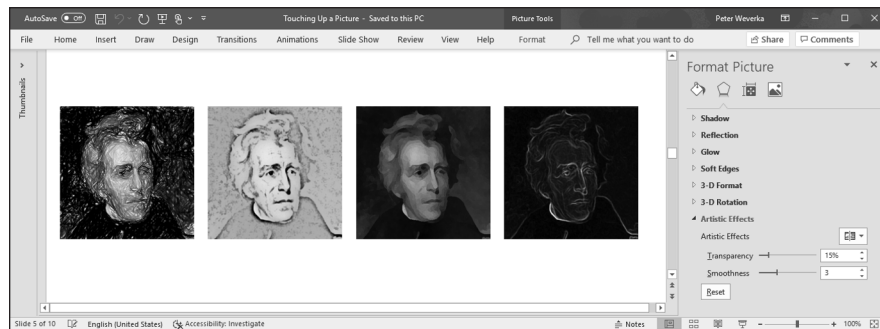 AutoSave Off Touching Up a Picture - Saved to this PC Picture Tools Peter Weverka
File Home Insert Draw Design Transitions Animations Slide Show Review View Help Format Tell me what you want to do Share Comments
Thumbnails
Format Picture
Shadow
Reflection
Glow
Soft Edges
3-D Format
3-D Rotation
Artistic Effects
Artistic Effects
Transparency 15%
Smoothness 3
Reset
Slide 5 of 10 English (United States) Accessibility: Investigate Notes 100%